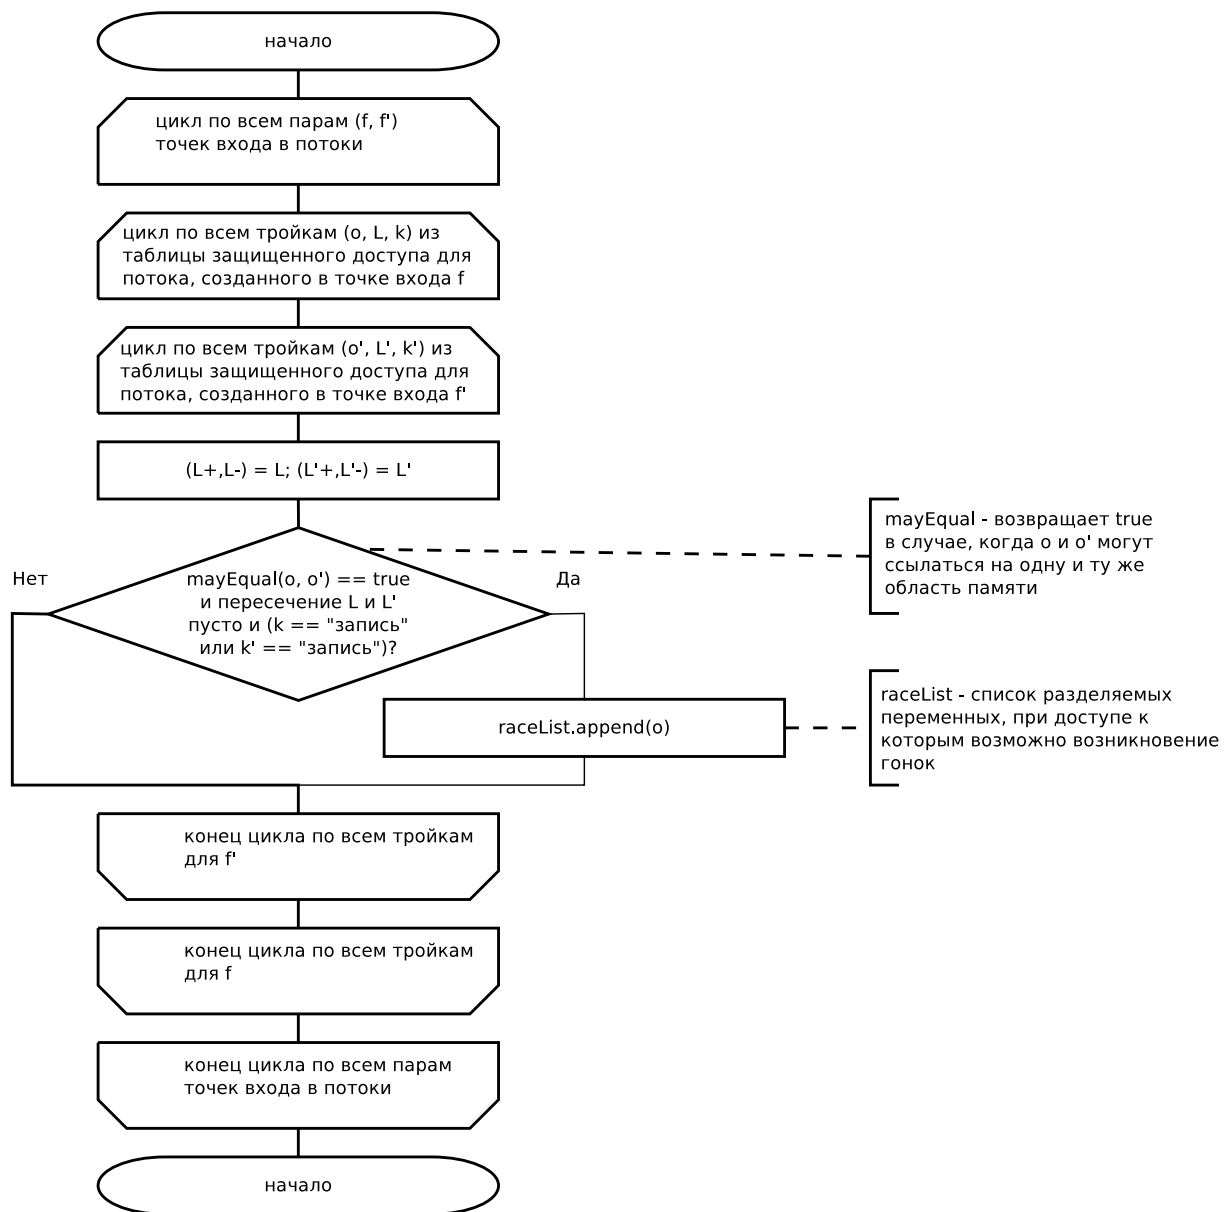 начало
цикл по всем парам (f, f')
точек входа в потоки
цикл по всем тройкам (o, L, k) из
таблицы защищенного доступа для
потока, созданного в точке входа f
цикл по всем тройкам (o', L', k') из
таблицы защищенного доступа для
потока, созданного в точке входа f'
(L+,L-) = L; (L'+,L'-) = L'
mayEqual - возвращает true
в случае, когда o и o' могут
ссылаться на одну и ту же
область памяти
Нет
Да
mayEqual(o, o') == true
и пересечение L и L'
пусто и (k == "запись"
или k' == "запись")?
raceList.append(o)
raceList - список разделяемых
переменных, при доступе к
которым возможно возникновение
гонок
конец цикла по всем тройкам
для f'
конец цикла по всем тройкам
для f
конец цикла по всем парам
точек входа в потоки
начало